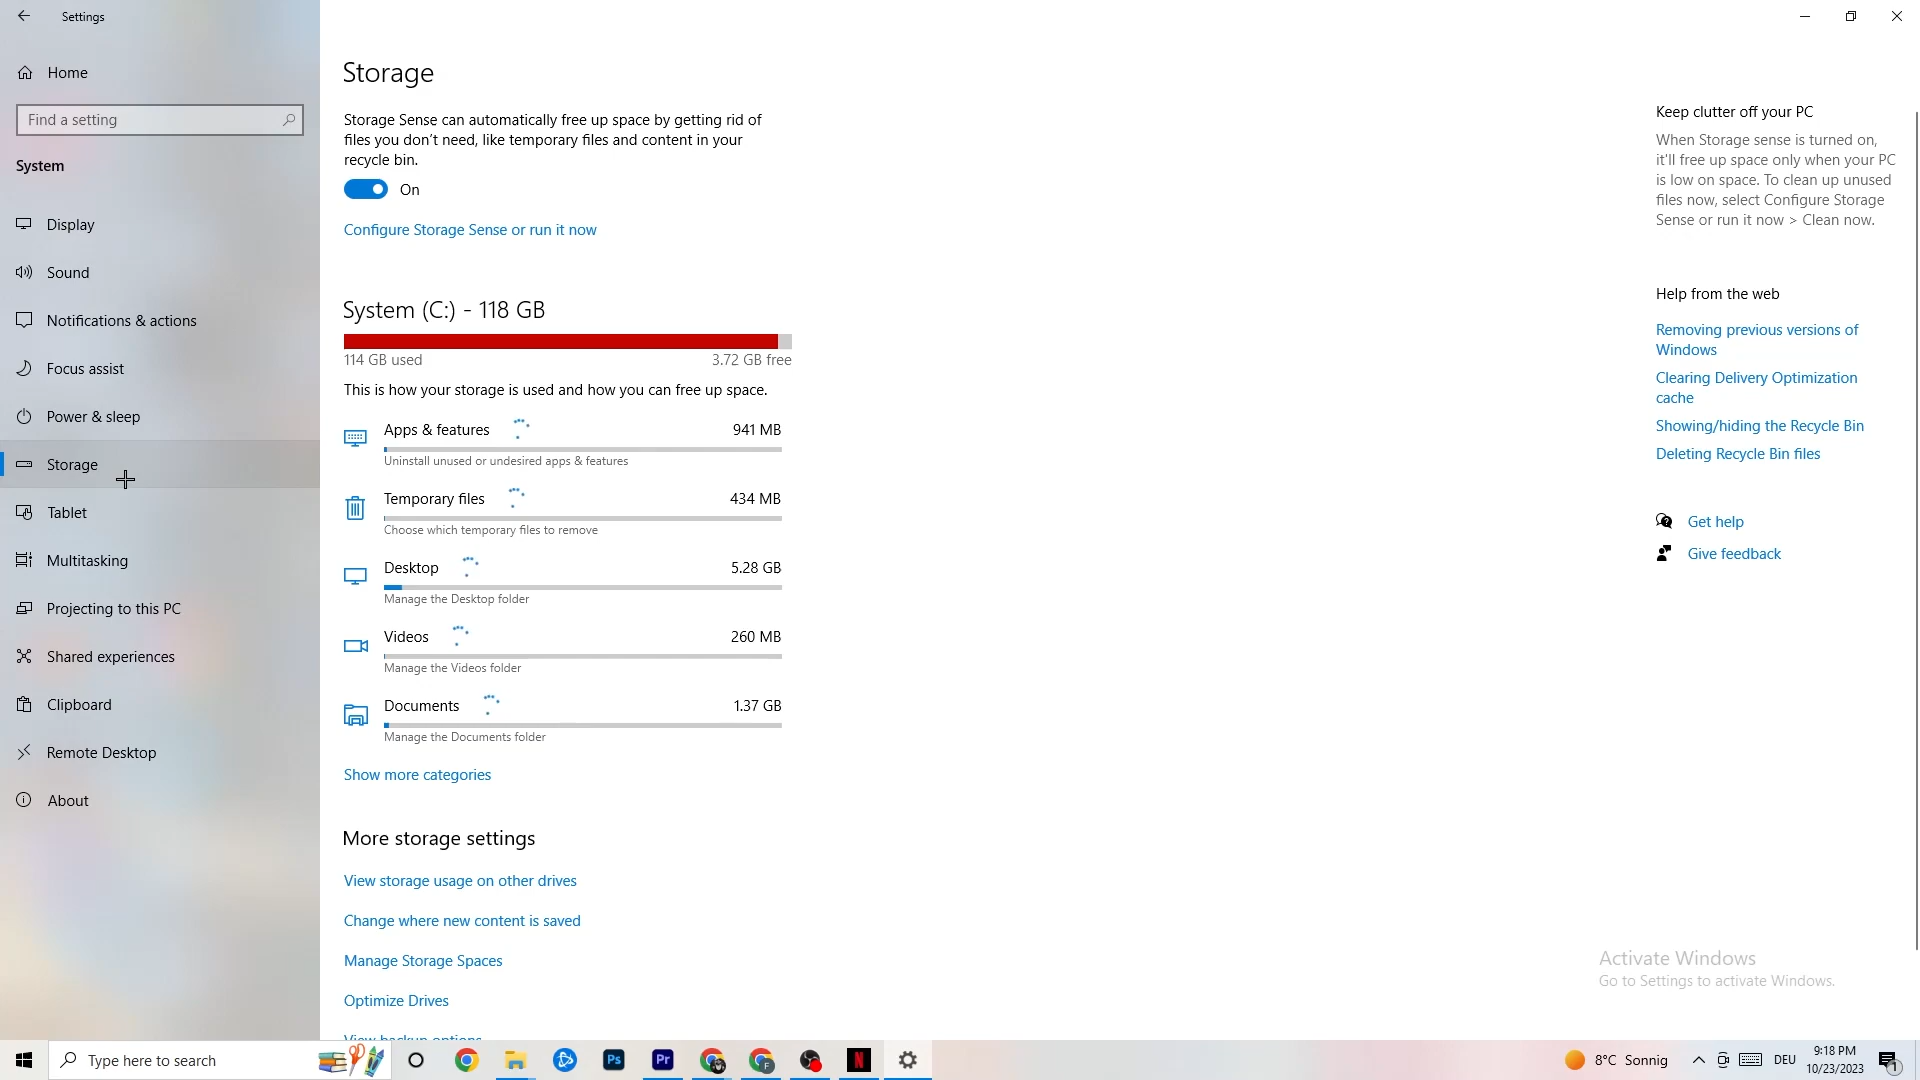 Settings
Home
Find a setting
System
Display
Sound
Notifications & actions
Focus assist
Power & sleep
Storage
Tablet
Multitasking
Projecting to this PC
Shared experiences
Clipboard
Remote Desktop
About
Storage
Storage Sense can automatically free up space by getting rid of
files you don't need, like temporary files and content in your
recycle bin.
On
Configure Storage Sense or run it now
System (C:) - 118 GB
114 GB used 3.72 GB free
This is how your storage is used and how you can free up space.
Apps & features 941 MB
Uninstall unused or undesired apps & features
Temporary files 434 MB
Choose which temporary files to remove
Desktop 5.28 GB
Manage the Desktop folder
Videos 260 MB
Manage the Videos folder
Documents 1.37 GB
Manage the Documents folder
Show more categories
More storage settings
View storage usage on other drives
Change where new content is saved
Manage Storage Spaces
Optimize Drives
View backup options
Keep clutter off your PC
When Storage sense is turned on,
it'll free up space only when your PC
is low on space. To clean up unused
files now, select Configure Storage
Sense or run it now > Clean now.
Help from the web
Removing previous versions of
Windows
Clearing Delivery Optimization
cache
Showing/hiding the Recycle Bin
Deleting Recycle Bin files
Get help
Give feedback
Activate Windows
Go to Settings to activate Windows.
Type here to search
Ps
Pr
F
N
8°C Sonnig
DEU
9:18 PM
10/23/2023
1